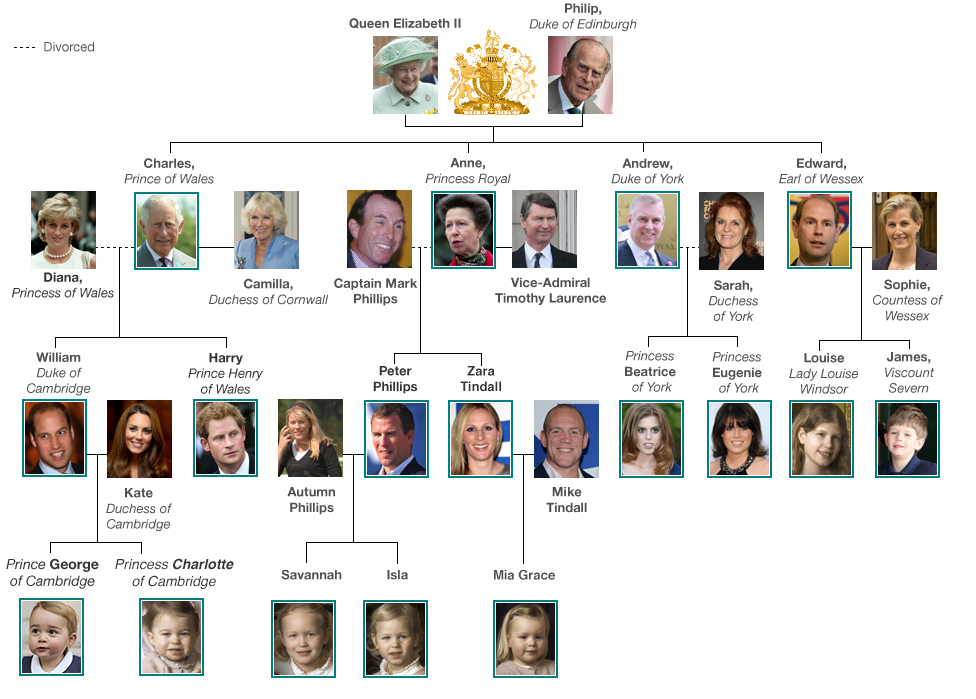 Queen Elizabeth II
Philip,
Duke of Edinburgh
Divorced
Charles,
Prince of Wales
Anne,
Princess Royal
Andrew,
Duke of York
Edward,
Earl of Wessex
Diana,
Princess of Wales
Camilla,
Duchess of Cornwall
Captain Mark
Phillips
Vice-Admiral
Timothy Laurence
Sarah,
Duchess
of York
Sophie,
Countess of
Wessex
William
Duke of
Cambridge
Harry
Prince Henry
of Wales
Peter
Phillips
Zara
Tindall
Princess
Beatrice
of York
Princess
Eugenie
of York
Louise
Lady Louise
Windsor
James,
Viscount
Severn
Kate
Duchess of
Cambridge
Autumn
Phillips
Mike
Tindall
Prince George
of Cambridge
Princess Charlotte
of Cambridge
Savannah
Isla
Mia Grace